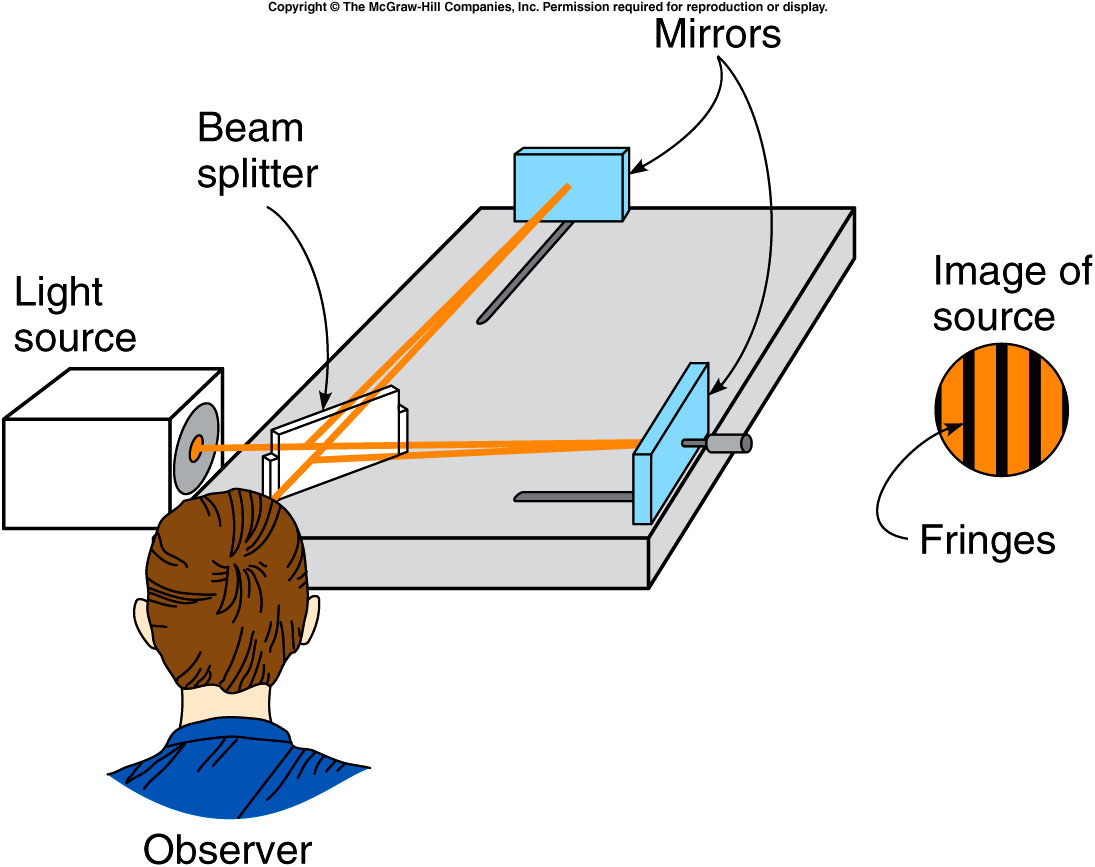 Copyright © The McGraw-Hill Companies, Inc. Permission required for reproduction or display.
Mirrors
Beam
splitter
Light
source
Image of
source
Fringes
Observer